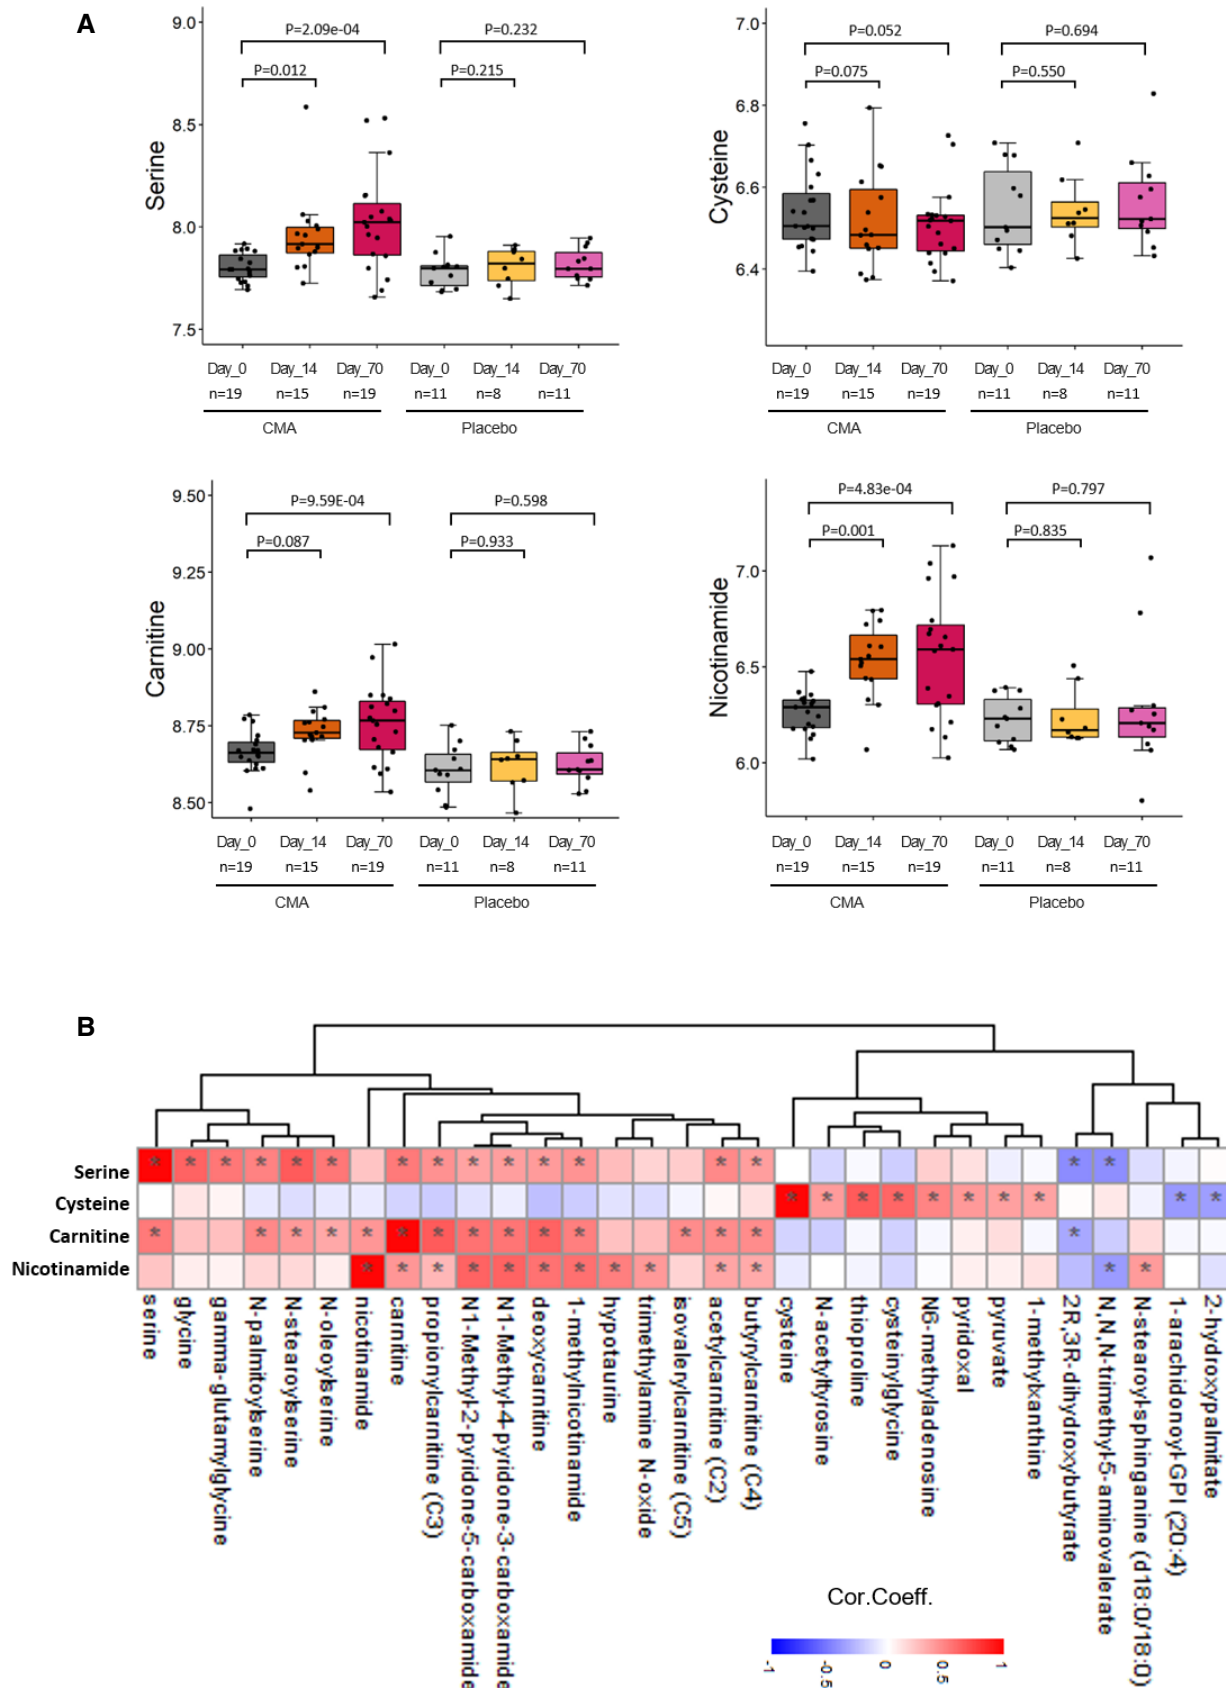 A
9.0
8.5
8.0
7.5
Serine
P=2.09e-04
P=0.232
P=0.012
P=0.215
Day_0 Day_14 Day_70 Day_0 Day_14 Day_70
n=19 n=15 n=19 n=11 n=8 n=11
CMA Placebo
7.0
6.8
6.6
6.4
Cysteine
P=0.052
P=0.694
P=0.075
P=0.550
Day_0 Day_14 Day_70 Day_0 Day_14 Day_70
n=19 n=15 n=19 n=11 n=8 n=11
CMA Placebo
9.50
9.25
9.00
8.75
8.50
Carnitine
P=9.59E-04
P=0.598
P=0.087
P=0.933
Day_0 Day_14 Day_70 Day_0 Day_14 Day_70
n=19 n=15 n=19 n=11 n=8 n=11
CMA Placebo
7.0
6.5
6.0
Nicotinamide
P=4.83e-04
P=0.797
P=0.001
P=0.835
Day_0 Day_14 Day_70 Day_0 Day_14 Day_70
n=19 n=15 n=19 n=11 n=8 n=11
CMA Placebo
B
Serine
Cysteine
Carnitine
Nicotinamide
serine
glycine
gamma-glutamylglycine
N-palmitoylserine
N-stearoylserine
N-oleoylserine
nicotinamide
carnitine
propionylcarnitine (C3)
N1-Methyl-2-pyridone-5-carboxamide
N1-Methyl-4-pyridone-3-carboxamide
deoxycarnitine
1-methylnicotinamide
hypotaurine
trimethylamine N-oxide
isovalerylcarnitine (C5)
acetylcarnitine (C2)
butyrylcarnitine (C4)
cysteine
N-acetyltyrosine
thioproline
cysteinylglycine
N6-methyladenosine
pyridoxal
pyruvate
1-methylxanthine
2R,3R-dihydroxybutyrate
N,N,N-trimethyl-5-aminovalerate
N-stearoyl-sphinganine (d18:0/18:0)
1-arachidonoyl-GPI (20:4)
2-hydroxypalmitate
Cor.Coeff.
-1 -0.5 0 0.5 1